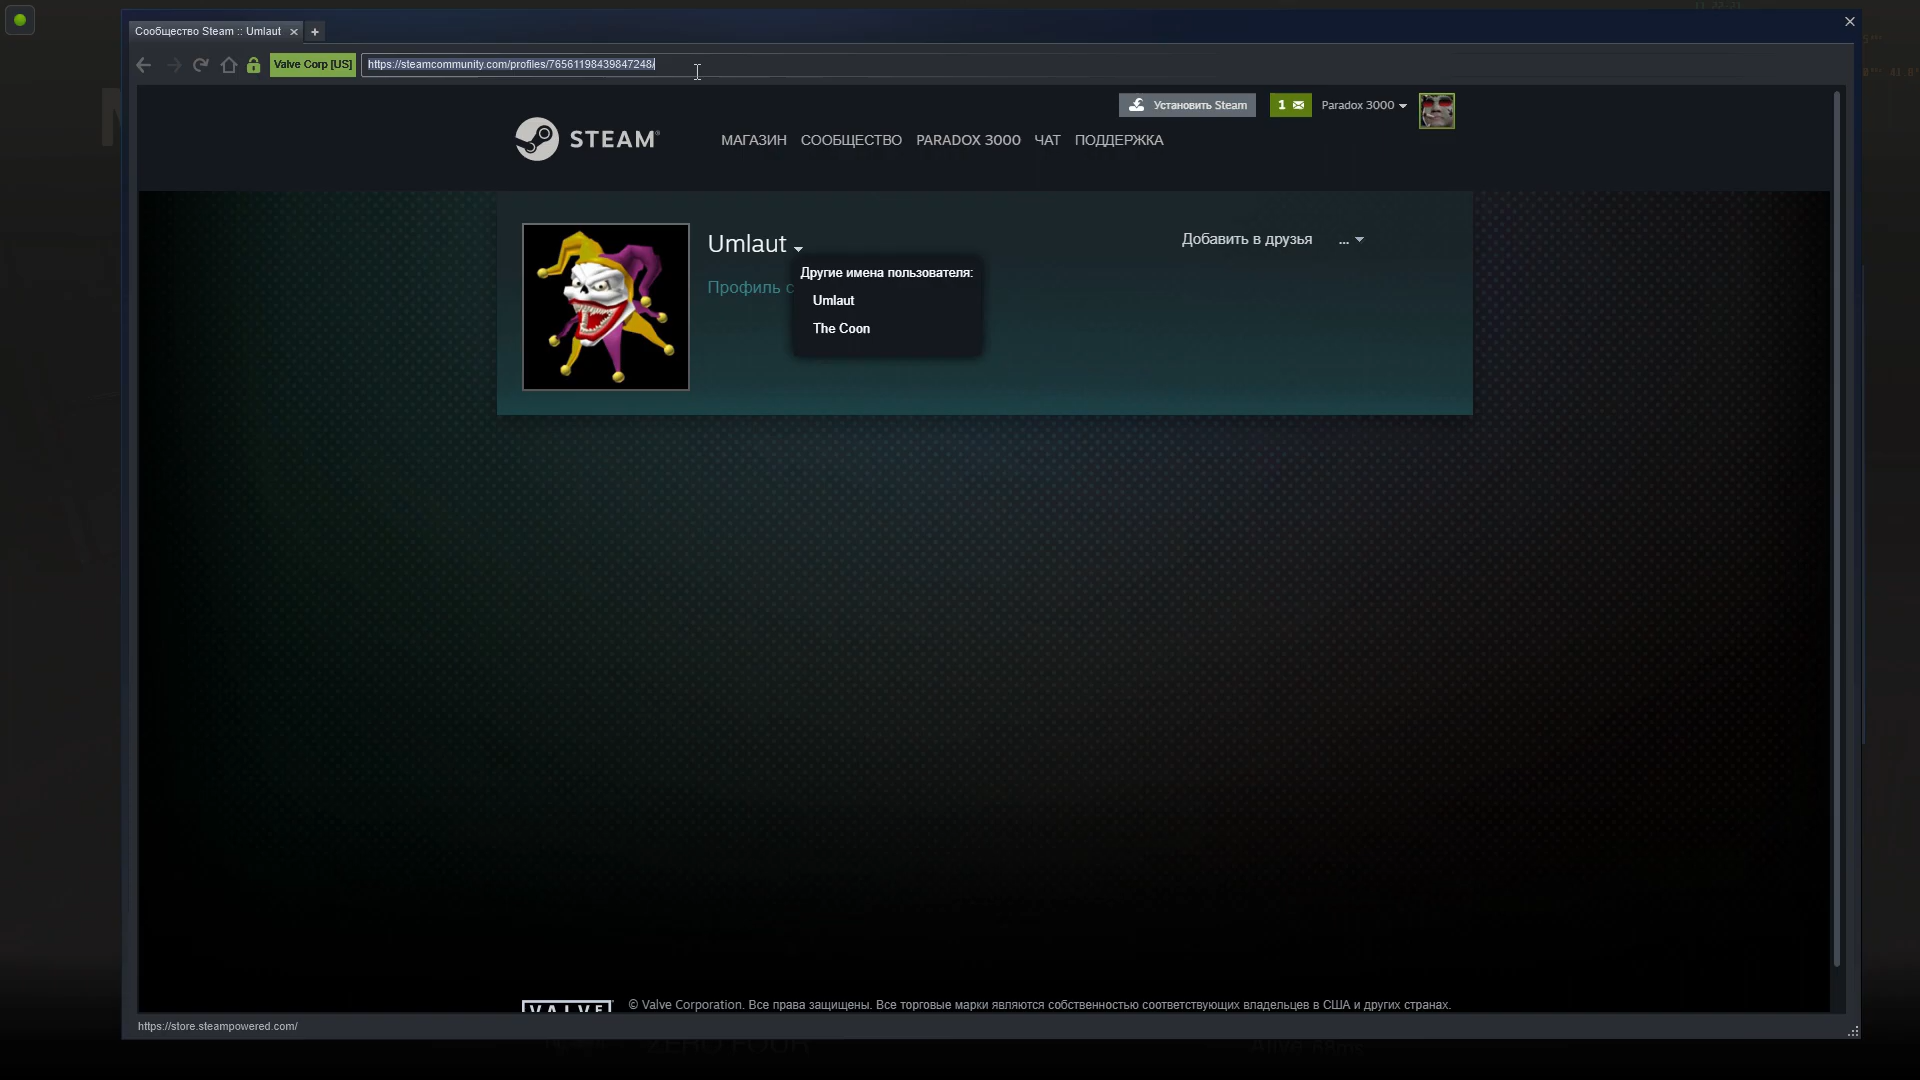 Сообщество Steam :: Umlaut
Valve Corp [US]
https://steamcommunity.com/profiles/76561198439847248/
Установить Steam
1
Paradox 3000
STEAM®
МАГАЗИН СООБЩЕСТВО PARADOX 3000 ЧАТ ПОДДЕРЖКА
Umlaut
Добавить в друзья ...
Другие имена пользователя:
Профиль с
Umlaut
The Coon
VALVE
© Valve Corporation. Все права защищены. Все торговые марки являются собственностью соответствующих владельцев в США и других странах.
https://store.steampowered.com/
ZERO FOUR